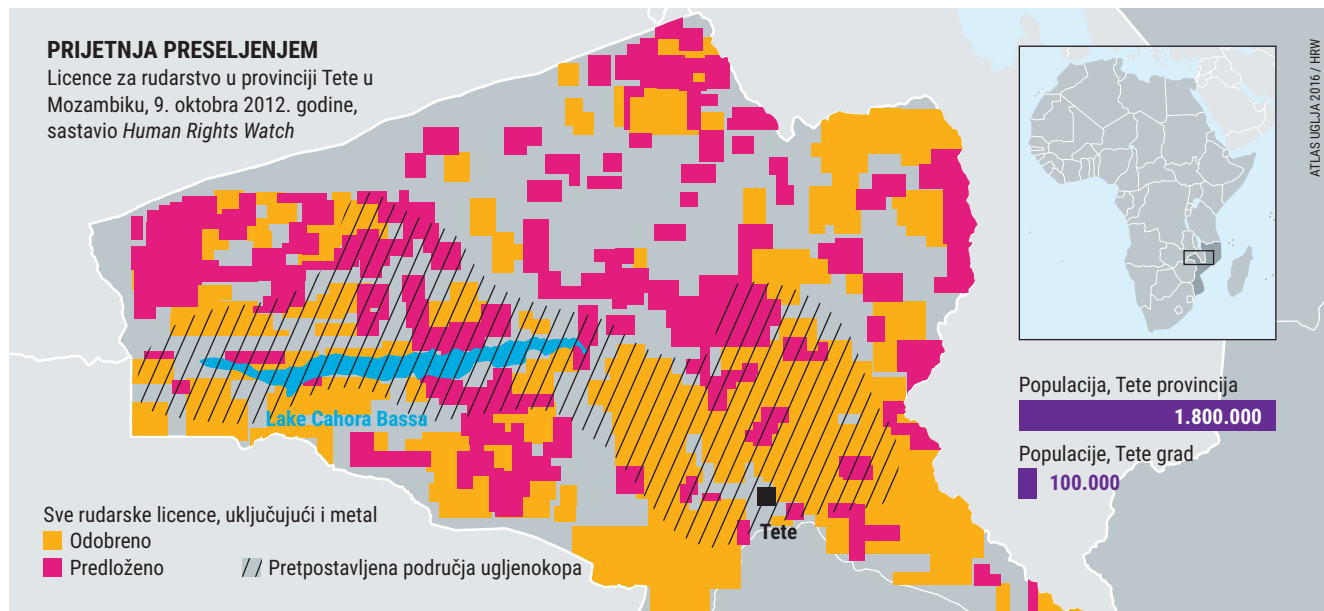 PRIJETNJA PRESELJENJEM
Licence za rudarstvo u provinciji Tete u
Mozambiku, 9. oktobra 2012. godine,
sastavio Human Rights Watch
ATLAS UGLJA 2016 / HRW
Lake Cahora Bassa
Tete
Populacija, Tete provincija
1.800.000
Populacije, Tete grad
100.000
Sve rudarske licence, uključujući i metal
Odobreno
Predloženo
Pretpostavljena područja ugljenokopa